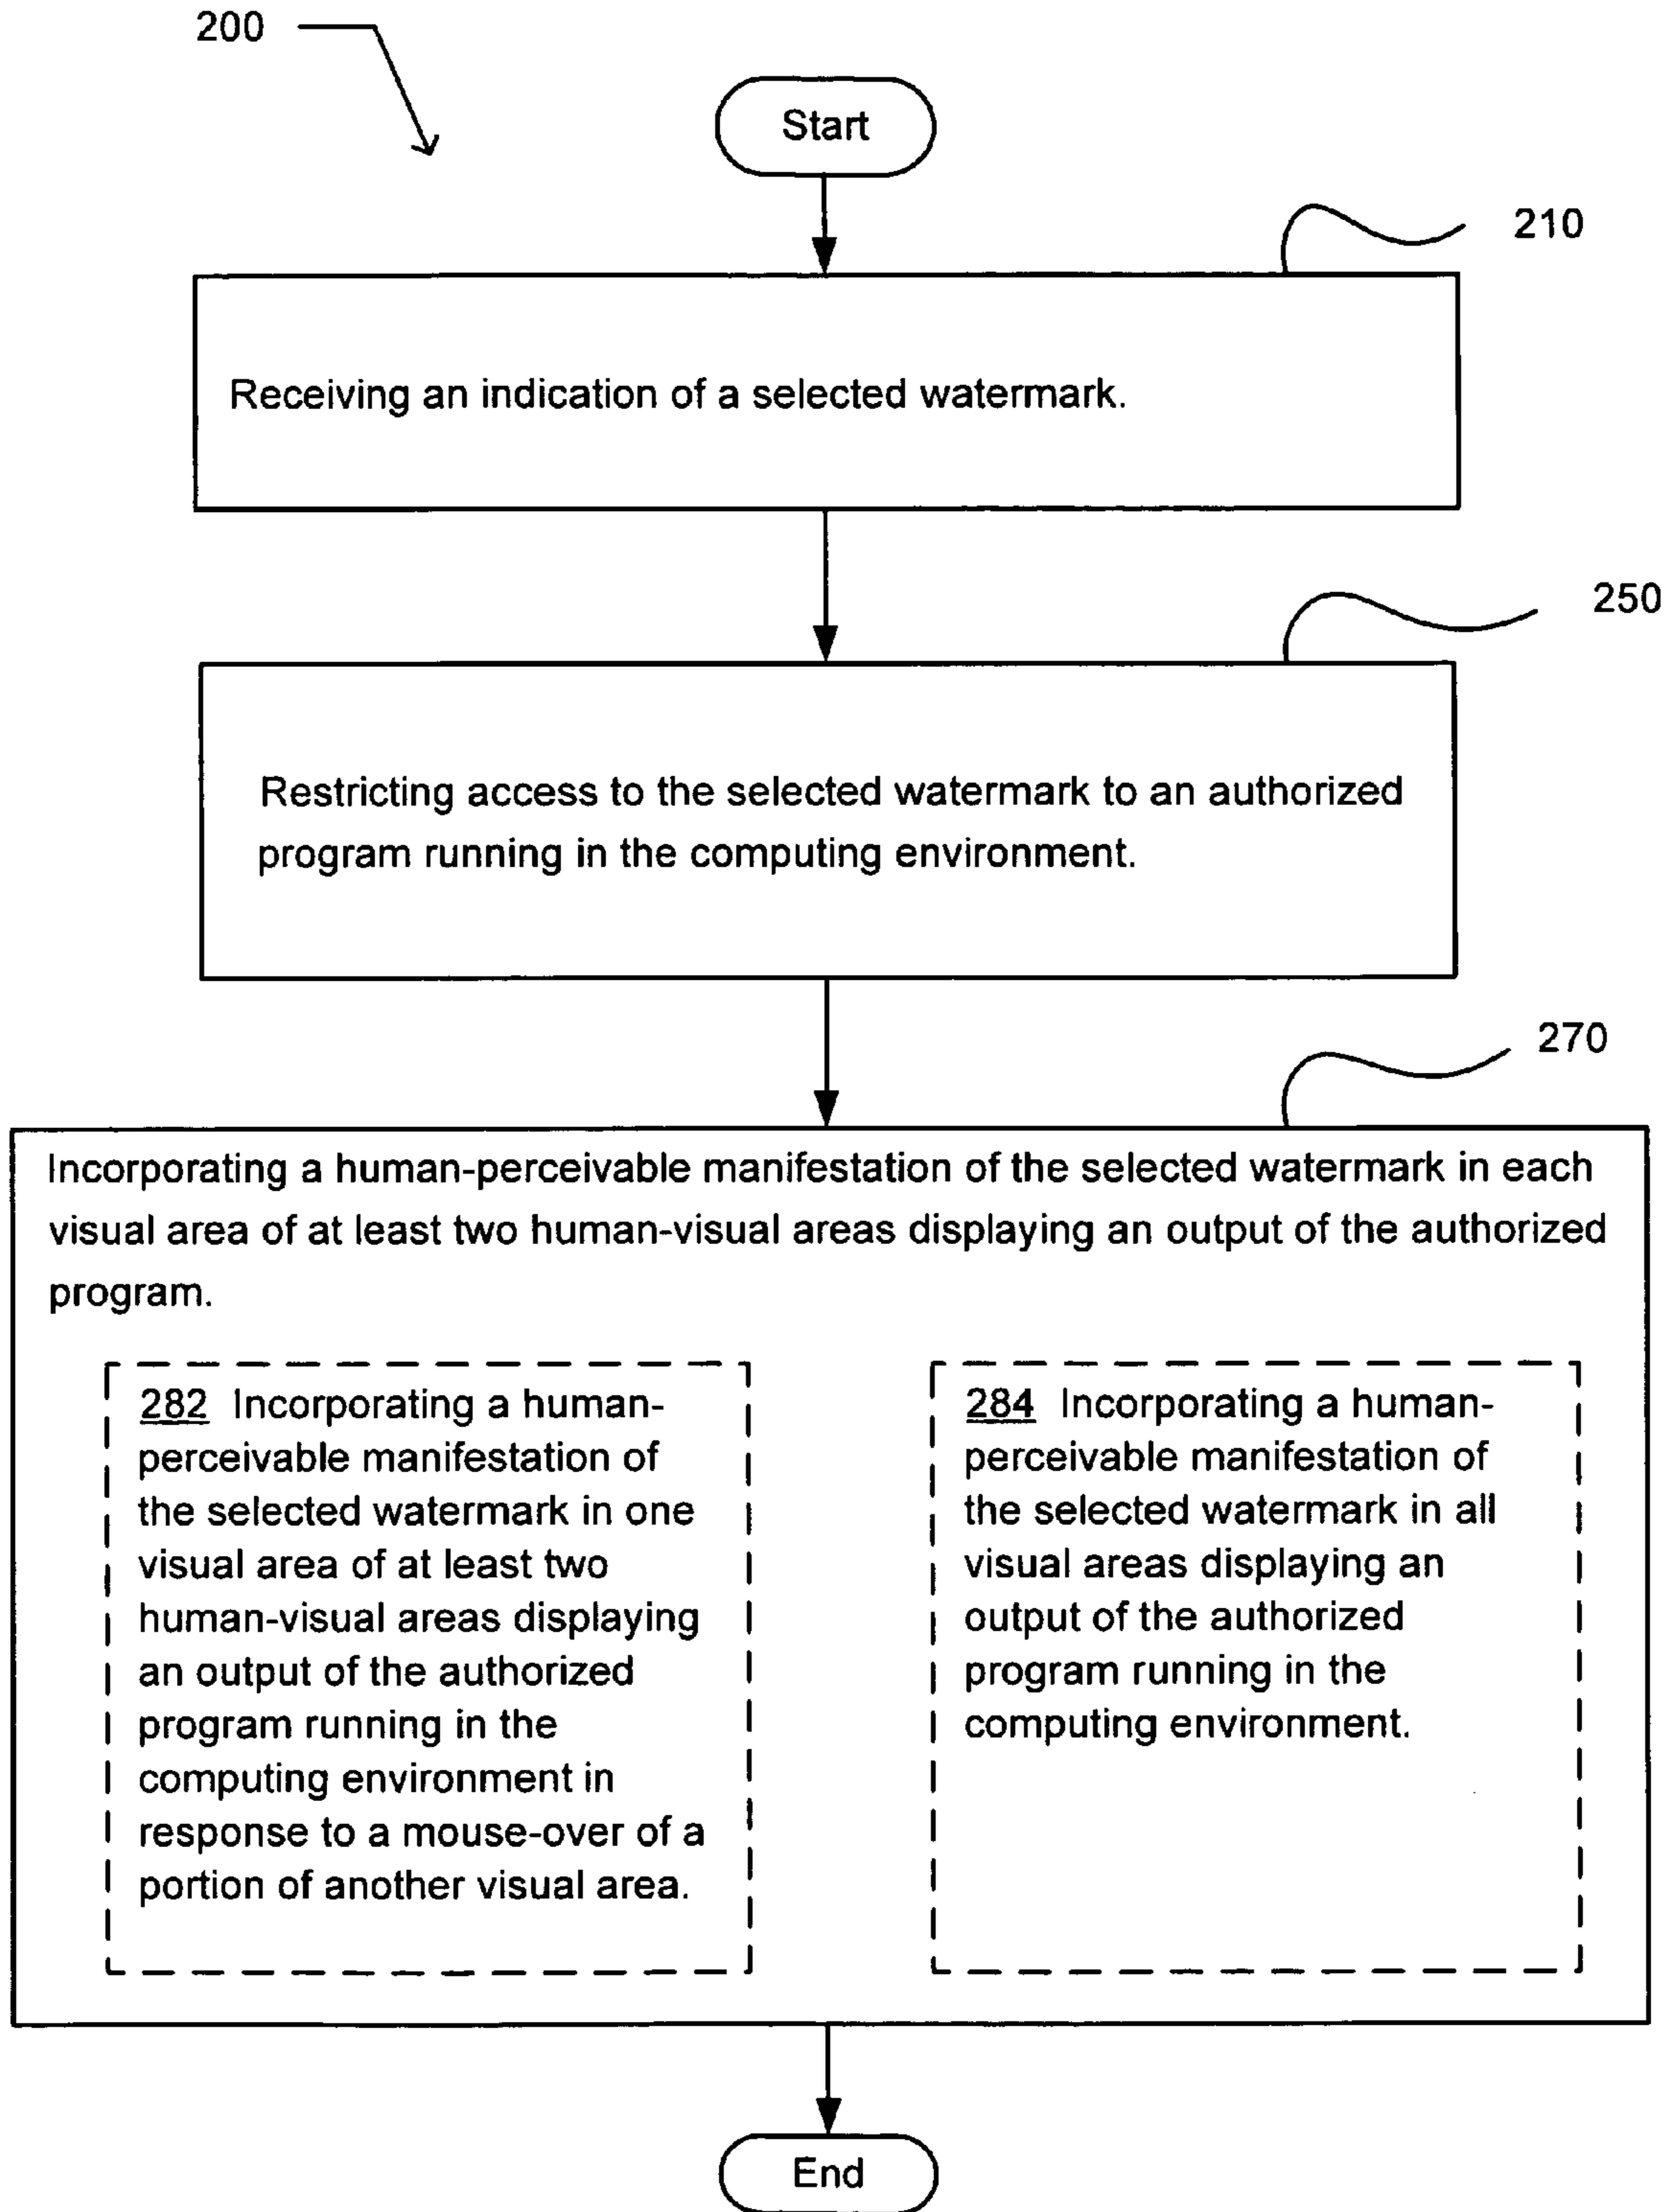 200
Start
210
Receiving an indication of a selected watermark.
250
Restricting access to the selected watermark to an authorized
program running in the computing environment.
270
Incorporating a human-perceivable manifestation of the selected watermark in each
visual area of at least two human-visual areas displaying an output of the authorized
program.
282 Incorporating a human-
perceivable manifestation of
the selected watermark in one
visual area of at least two
human-visual areas displaying
an output of the authorized
program running in the
computing environment in
response to a mouse-over of a
portion of another visual area.
284 Incorporating a human-
perceivable manifestation of
the selected watermark in all
visual areas displaying an
output of the authorized
program running in the
computing environment.
End